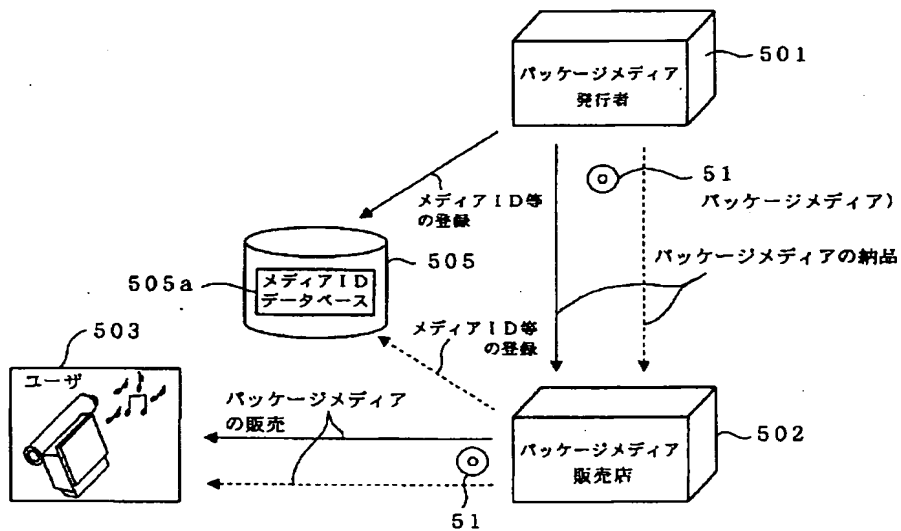 パッケージメディア
発行者
501
51
パッケージメディア)
メディアID等
の登録
505
505a
メディアID
データベース
パッケージメディアの納品
メディアID等
の登録
503
ユーザ
パッケージメディア
の販売
パッケージメディア
販売店
502
51